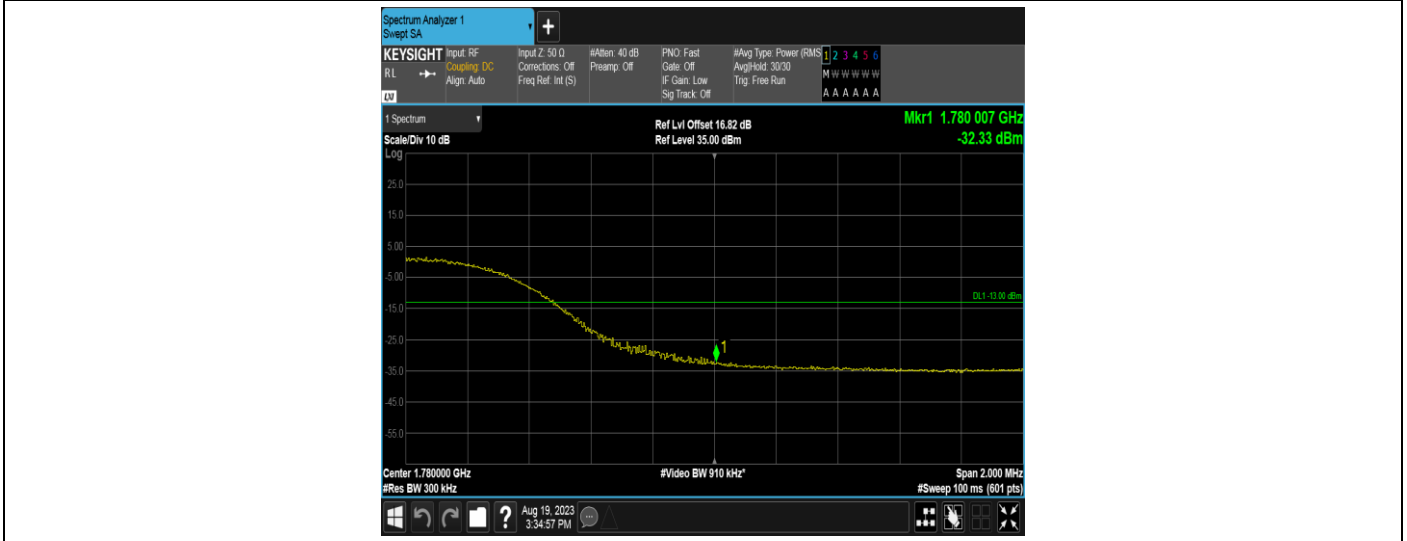 Spectrum Analyzer 1
Swept SA
+
KEYSIGHT Input: RF Input Z: 50 Ω #Atten: 40 dB PNO: Fast #Avg Type: Power (RMS 1 2 3 4 5 6
RL Coupling: DC Corrections: Off Preamp: Off Gate: Off Avg|Hold: 30/30 M W W W W W
Align: Auto Freq Ref: Int (S) IF Gain: Low Trig: Free Run
LXI Sig Track: Off A A A A A A
1 Spectrum Ref Lvl Offset 16.82 dB Mkr1 1.780 007 GHz
Scale/Div 10 dB Ref Level 35.00 dBm -32.33 dBm
Log
25.0
15.0
5.00
-5.00
DL1 -13.00 dBm
-15.0
-25.0
1
-35.0
-45.0
-55.0
Center 1.780000 GHz #Video BW 910 kHz* Span 2.000 MHz
#Res BW 300 kHz #Sweep 100 ms (601 pts)
? Aug 19, 2023
3:34:57 PM